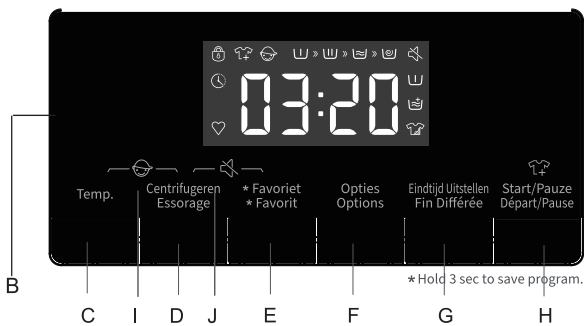 03:20
Temp.
Centrifugeren
Essorage
* Favoriet
* Favorit
Opties
Options
Eindtijd Uitstellen
Fin Différée
Start/Pauze
Départ/Pause
* Hold 3 sec to save program.
B
C I D J E F G H